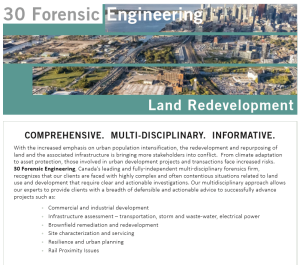 30 Forensic Engineering
Land Redevelopment
COMPREHENSIVE. MULTI-DISCIPLINARY. INFORMATIVE.
With the increased emphasis on urban population intensification, the redevelopment and repurposing of
land and the associated infrastructure is bringing more stakeholders into conflict. From climate adaptation
to asset protection, those involved in urban development projects and transactions face increased risks.
30 Forensic Engineering, Canada's leading and fully-independent multi-disciplinary forensics firm,
recognizes that our clients are faced with highly complex and often contentious situations related to land
use and development that require clear and actionable investigations. Our multidisciplinary approach allows
our experts to provide clients with a breadth of defensible and actionable advice to successfully advance
projects such as:
- Commercial and industrial development
- Infrastructure assessment – transportation, storm and waste-water, electrical power
- Brownfield remediation and redevelopment
- Site characterization and servicing
- Resilience and urban planning
- Rail Proximity Issues